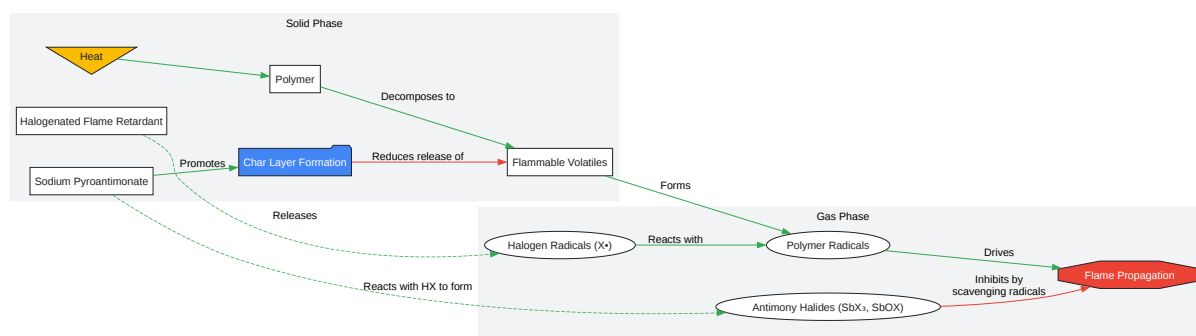 Solid Phase
Heat
Polymer
Decomposes to
Halogenated Flame Retardant
Promotes
Char Layer Formation
Reduces release of
Flammable Volatiles
Sodium Pyroantimonate
Forms
Releases
Gas Phase
Halogen Radicals (X•)
Reacts with
Polymer Radicals
Drives
Flame Propagation
Reacts with HX to form
Inhibits by
scavenging radicals
Antimony Halides (SbX₃, SbOX)